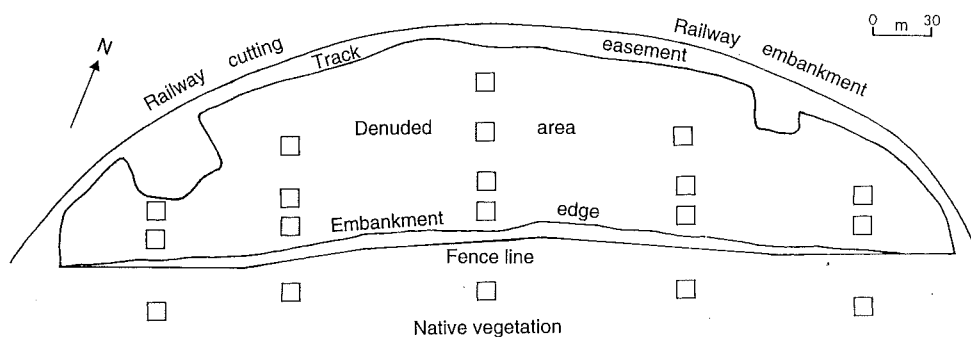 0 m 30
N
Railway cutting
Railway embankment
Track easement
Denuded area
Embankment edge
Fence line
Native vegetation